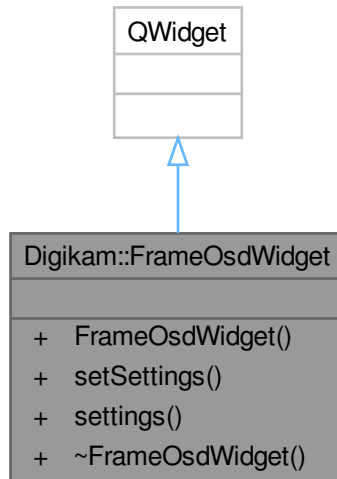 QWidget
Digikam::FrameOsdWidget
+ FrameOsdWidget()
+ setSettings()
+ settings()
+ ~FrameOsdWidget()